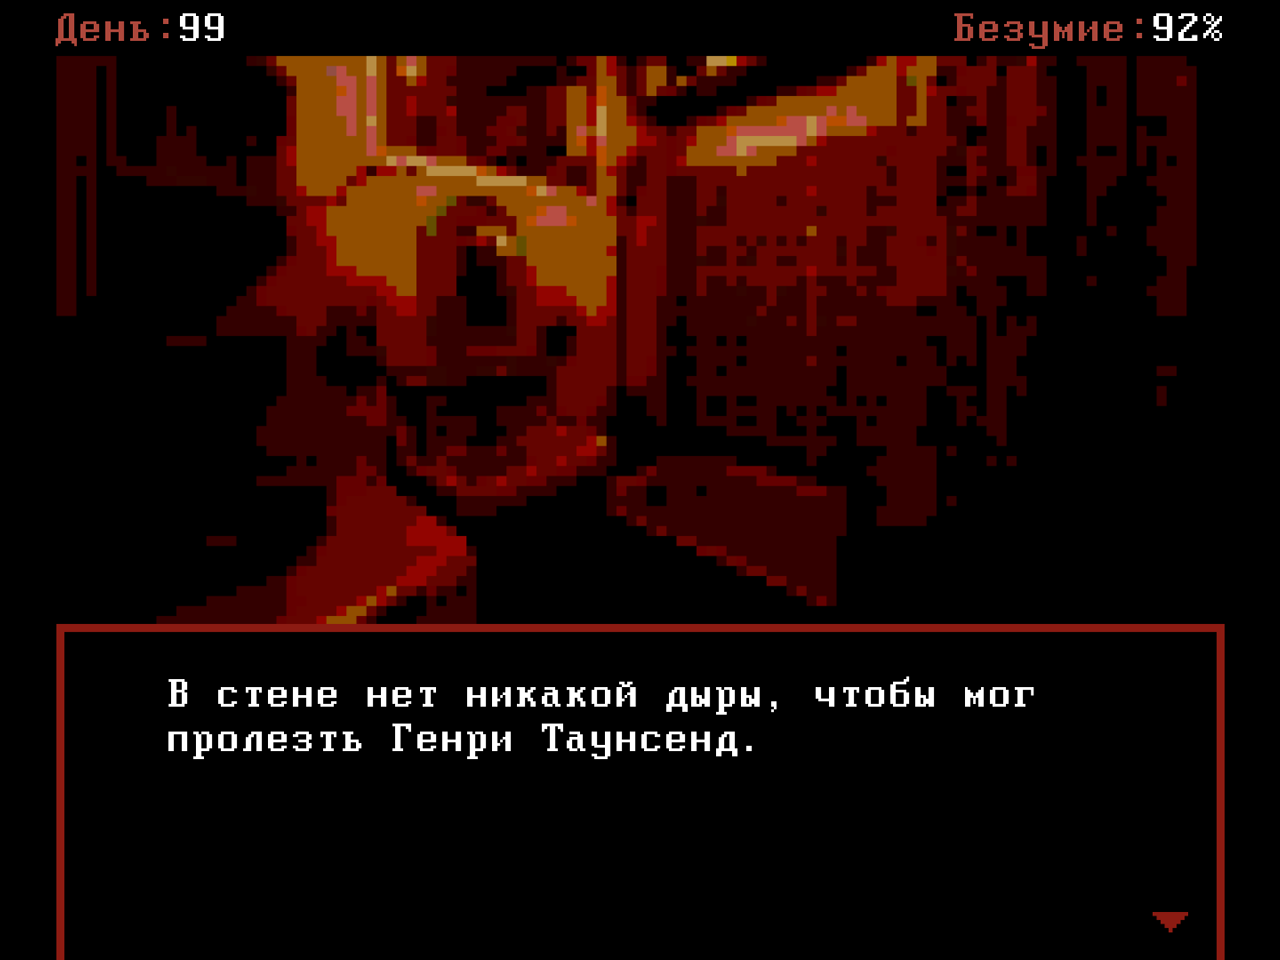 День:99
Безумие:92%
В стене нет никакой дыры, чтобы мог
пролезть Генри Таунсенд.